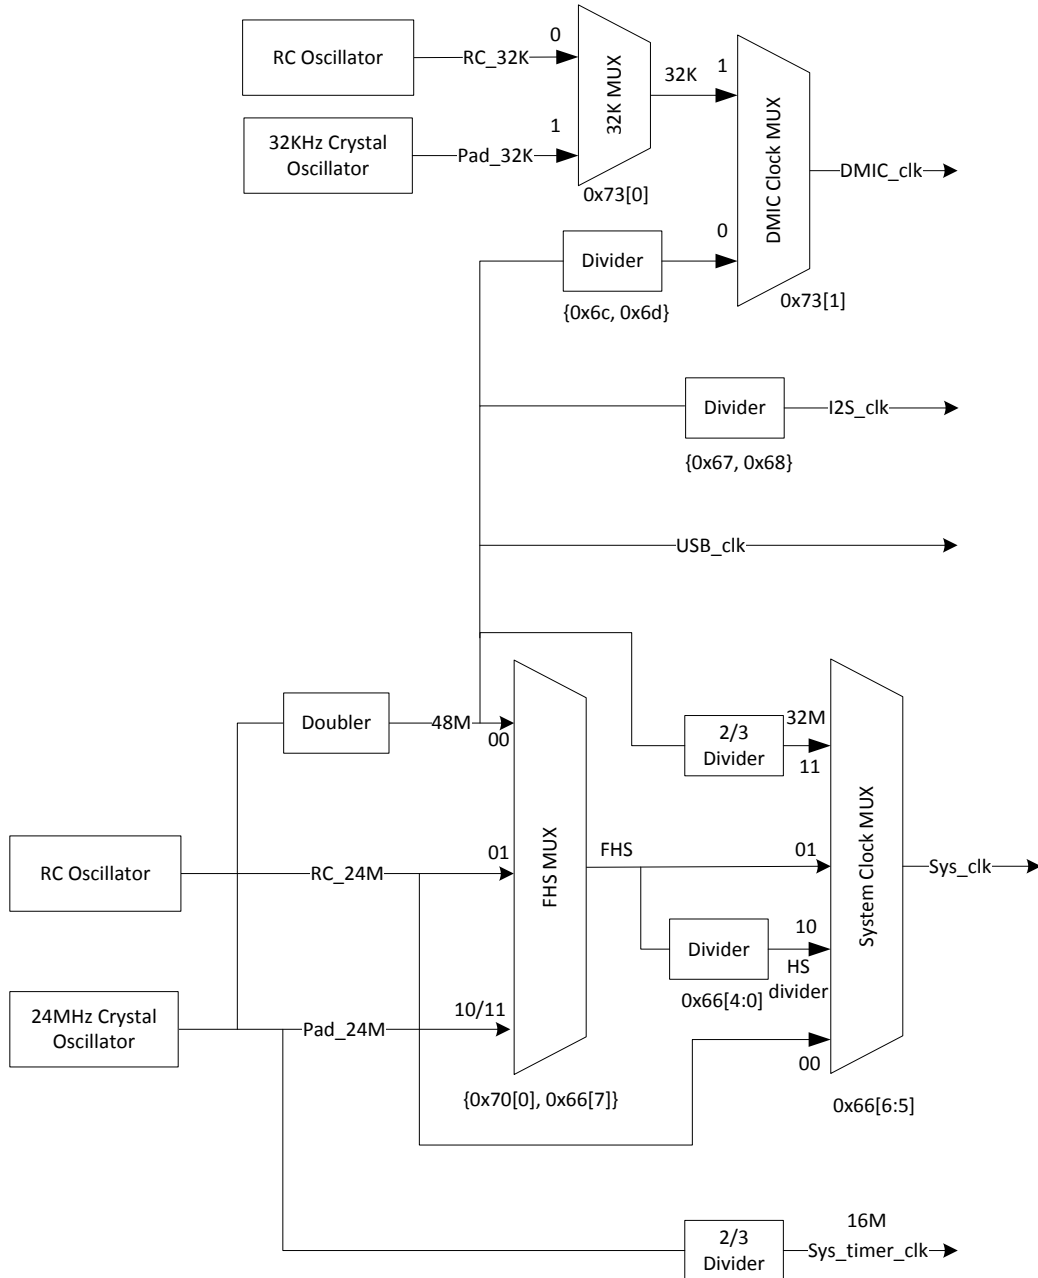 RC Oscillator
RC_32K
0
32K MUX
32K
1
32KHz Crystal
Oscillator
Pad_32K
1
0x73[0]
DMIC Clock MUX
DMIC_clk
0
Divider
{0x6c, 0x6d}
0x73[1]
Divider
I2S_clk
{0x67, 0x68}
USB_clk
Doubler
48M
00
2/3
Divider
32M
11
RC Oscillator
RC_24M
01
FHS MUX
FHS
01
System Clock MUX
Sys_clk
Divider
10
HS
divider
0x66[4:0]
24MHz Crystal
Oscillator
Pad_24M
10/11
00
{0x70[0], 0x66[7]}
0x66[6:5]
2/3
Divider
16M
Sys_timer_clk